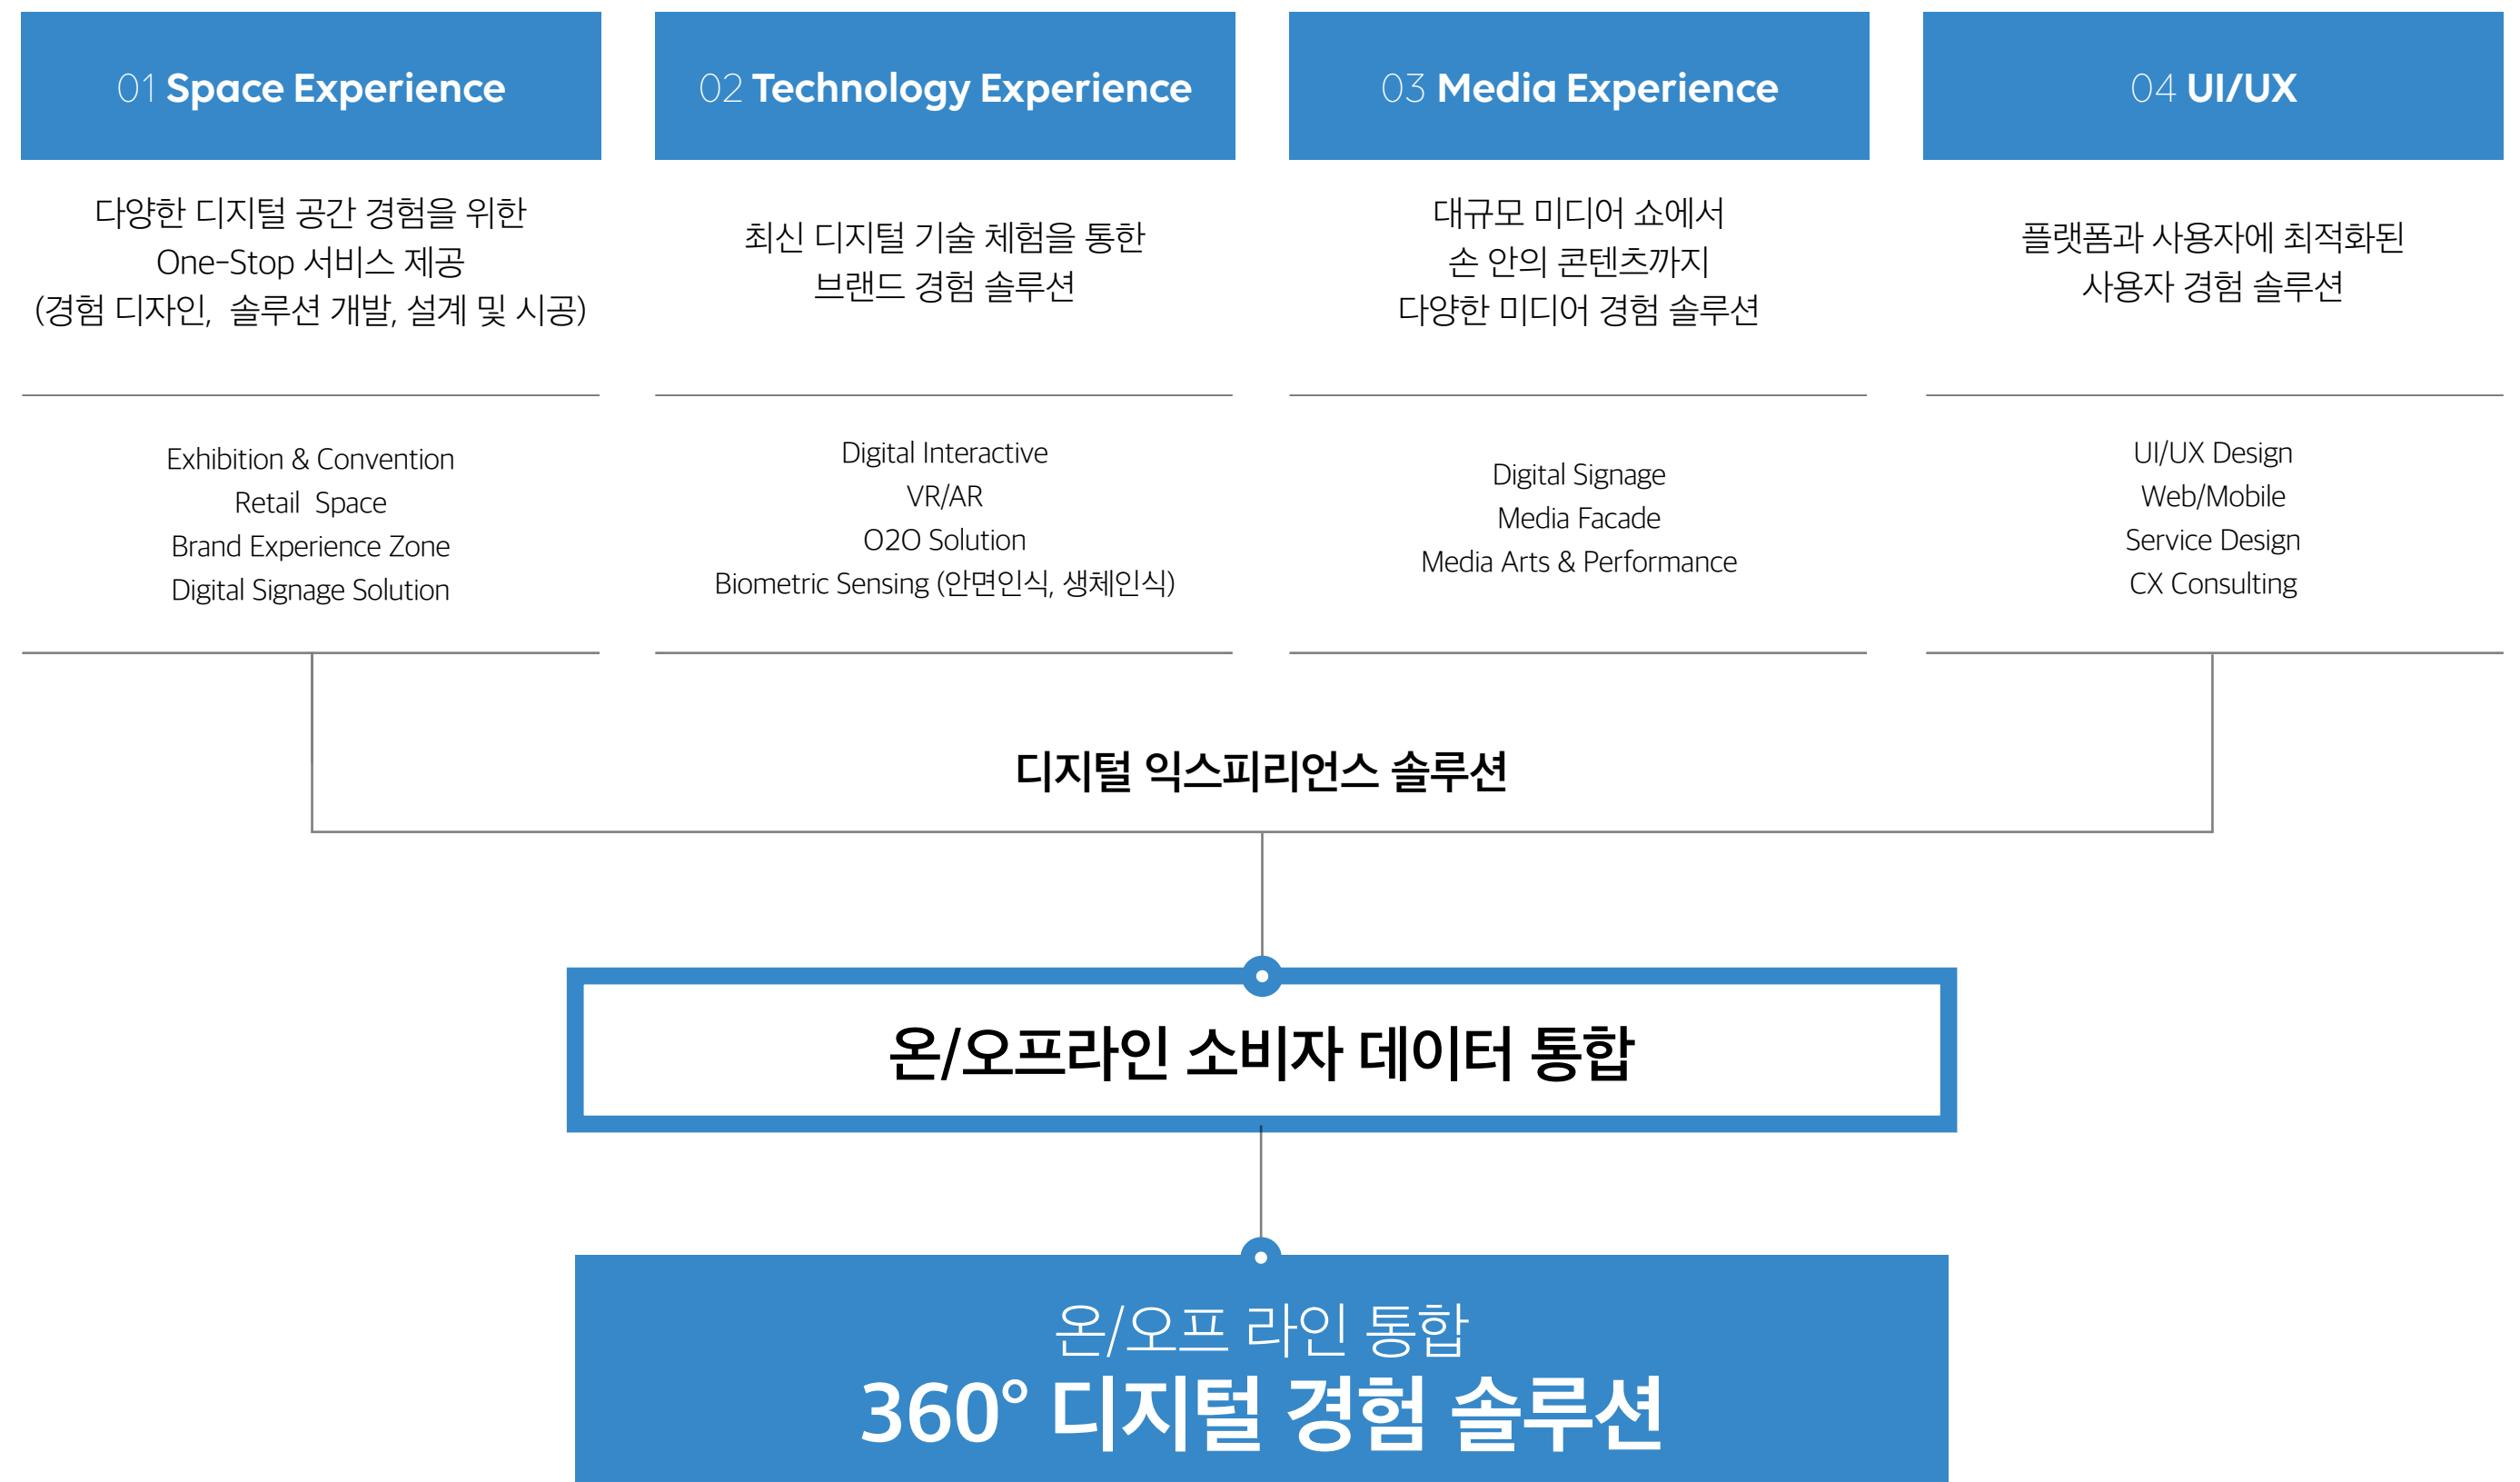 01 Space Experience
다양한 디지털 공간 경험을 위한
One-Stop 서비스 제공
(경험 디자인, 솔루션 개발, 설계 및 시공)
Exhibition & Convention
Retail Space
Brand Experience Zone
Digital Signage Solution
02 Technology Experience
최신 디지털 기술 체험을 통한
브랜드 경험 솔루션
Digital Interactive
VR/AR
O2O Solution
Biometric Sensing (안면인식, 생체인식)
03 Media Experience
대규모 미디어 쇼에서
손 안의 콘텐츠까지
다양한 미디어 경험 솔루션
Digital Signage
Media Facade
Media Arts & Performance
04 UI/UX
플랫폼과 사용자에 최적화된
사용자 경험 솔루션
UI/UX Design
Web/Mobile
Service Design
CX Consulting
디지털 익스피리언스 솔루션
온/오프라인 소비자 데이터 통합
온/오프 라인 통합
360° 디지털 경험 솔루션